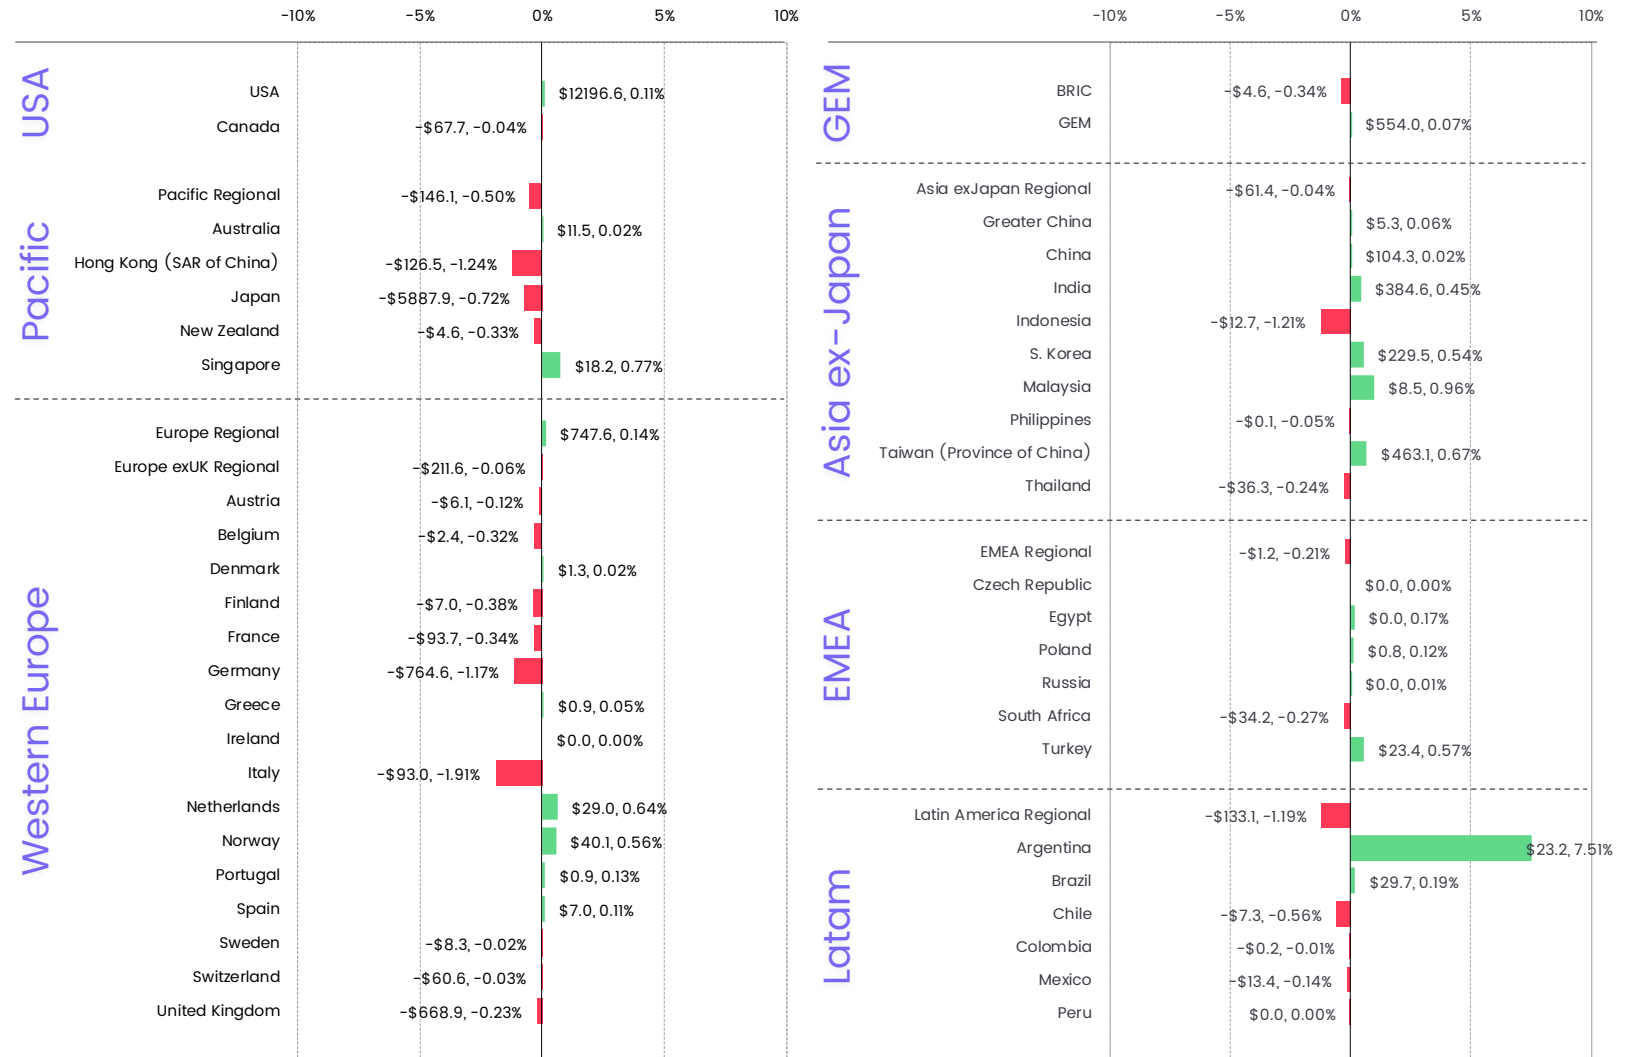 -10% -5% 0% 5% 10%
USA
USA $12196.6, 0.11%
Canada -$67.7, -0.04%
Pacific
Pacific Regional -$146.1, -0.50%
Australia $11.5, 0.02%
Hong Kong (SAR of China) -$126.5, -1.24%
Japan -$5887.9, -0.72%
New Zealand -$4.6, -0.33%
Singapore $18.2, 0.77%
Western Europe
Europe Regional $747.6, 0.14%
Europe exUK Regional -$211.6, -0.06%
Austria -$6.1, -0.12%
Belgium -$2.4, -0.32%
Denmark $1.3, 0.02%
Finland -$7.0, -0.38%
France -$93.7, -0.34%
Germany -$764.6, -1.17%
Greece $0.9, 0.05%
Ireland $0.0, 0.00%
Italy -$93.0, -1.91%
Netherlands $29.0, 0.64%
Norway $40.1, 0.56%
Portugal $0.9, 0.13%
Spain $7.0, 0.11%
Sweden -$8.3, -0.02%
Switzerland -$60.6, -0.03%
United Kingdom -$668.9, -0.23%
-10% -5% 0% 5% 10%
GEM
BRIC -$4.6, -0.34%
GEM $554.0, 0.07%
Asia ex-Japan
Asia exJapan Regional -$61.4, -0.04%
Greater China $5.3, 0.06%
China $104.3, 0.02%
India $384.6, 0.45%
Indonesia -$12.7, -1.21%
S. Korea $229.5, 0.54%
Malaysia $8.5, 0.96%
Philippines -$0.1, -0.05%
Taiwan (Province of China) $463.1, 0.67%
Thailand -$36.3, -0.24%
EMEA
EMEA Regional -$1.2, -0.21%
Czech Republic $0.0, 0.00%
Egypt $0.0, 0.17%
Poland $0.8, 0.12%
Russia $0.0, 0.01%
South Africa -$34.2, -0.27%
Turkey $23.4, 0.57%
Latam
Latin America Regional -$133.1, -1.19%
Argentina $23.2, 7.51%
Brazil $29.7, 0.19%
Chile -$7.3, -0.56%
Colombia -$0.2, -0.01%
Mexico -$13.4, -0.14%
Peru $0.0, 0.00%